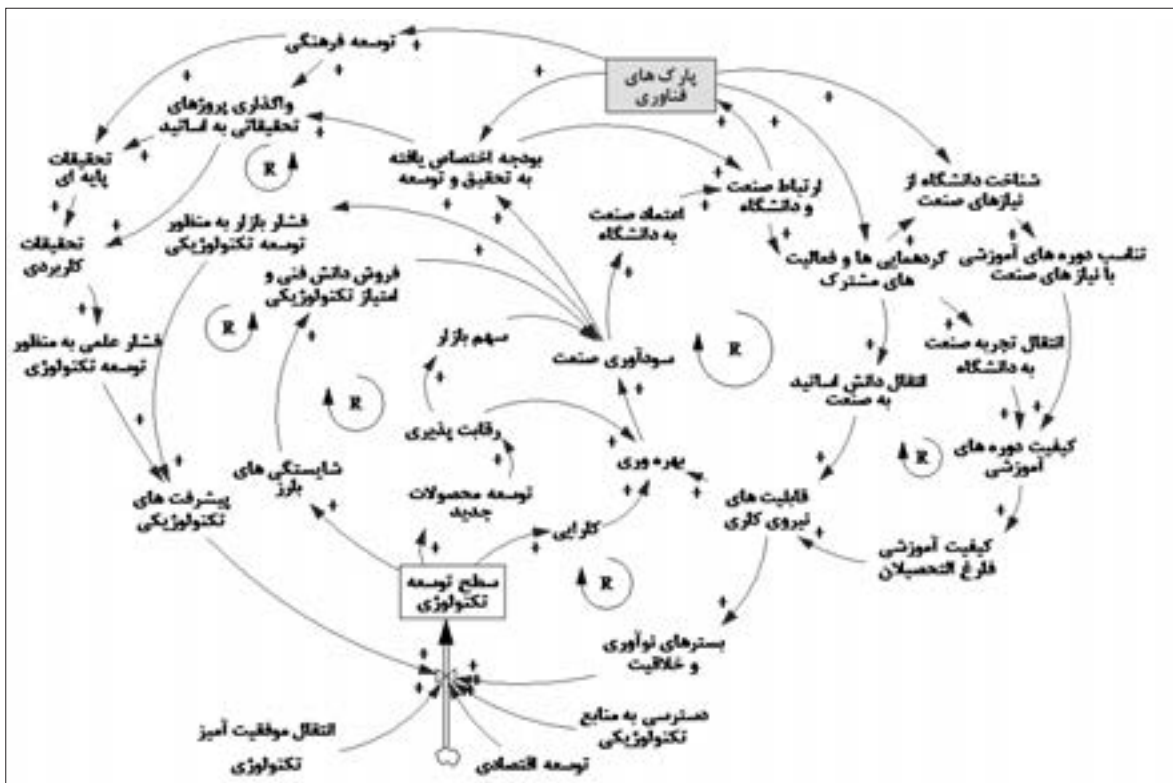 توسعه فرهنگی
پارک های
فناوری
واگذاری پروژهای
تحقیقاتی به اساتید
تحقیقات
پایه ای
بودجه اختصاص یافته
به تحقیق و توسعه
ارتباط صنعت
و دانشگاه
شناخت دانشگاه از
نیازهای صنعت
اعتماد صنعت
به دانشگاه
فشار بازار به منظور
توسعه تکنولوژیکی
تحقیقات
کاربردی
گردهمایی ها و فعالیت
های مشترک
تناسب دوره های آموزشی
با نیاز های صنعت
فروش دانش فنی و
امتیاز تکنولوژیکی
فشار علمی به منظور
توسعه تکنولوژی
سهم بازار
سودآوری صنعت
انتقال تجربه صنعت
به دانشگاه
انتقال دانش اساتید
به صنعت
رقابت پذیری
کیفیت دوره های
آموزشی
بهره وری
شایستگی های
بارز
پیشرفت های
تکنولوژیکی
توسعه محصولات
جدید
قابلیت های
نیروی کاری
کارایی
کیفیت آموزشی
فارغ التحصیلان
سطح توسعه
تکنولوژی
بسترهای نوآوری
و خلاقیت
دسترسی به منابع
تکنولوژیکی
انتقال موفقیت آمیز
تکنولوژی
توسعه اقتصادی
R
R
R
R
R
R